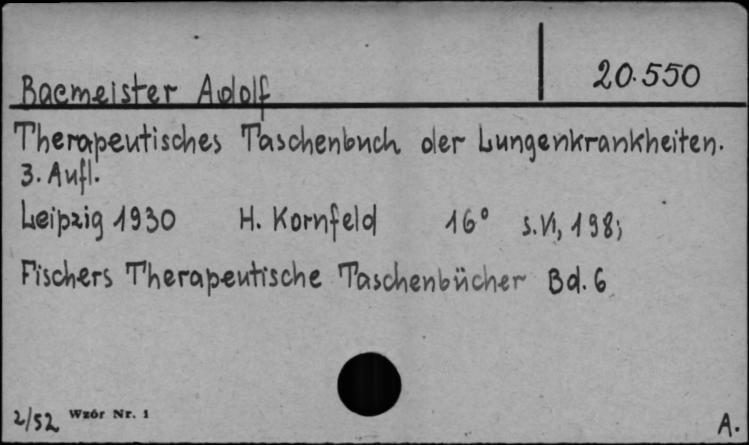 20.550
Bacmeister Adolf
Therapeutisches Taschenbuch der Lungenkrankheiten.
3. Aufl.
Leipzig 1930 H. Kornfeld 16° s. VI, 198;
Fischers Therapeutische Taschenbücher Bd. 6
2/52 Wzór Nr. 1 A.